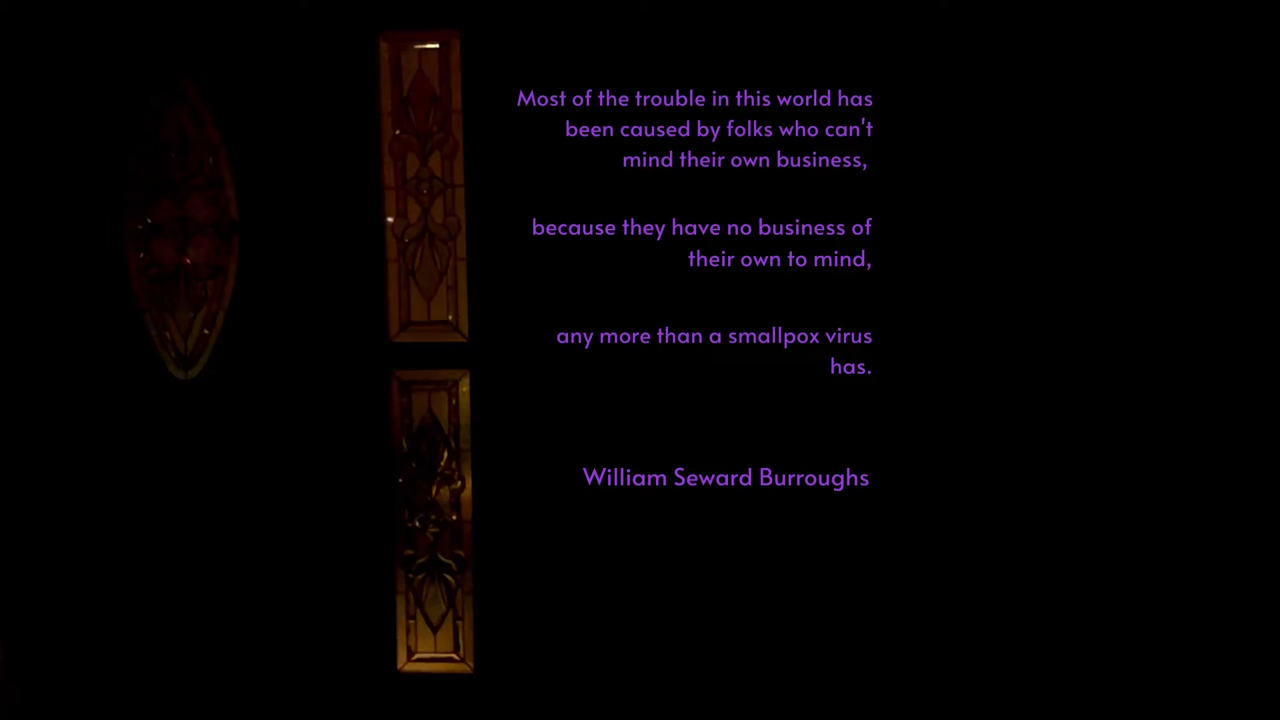 Most of the trouble in this world has
been caused by folks who can't
mind their own business,
because they have no business of
their own to mind,
any more than a smallpox virus
has.
William Seward Burroughs